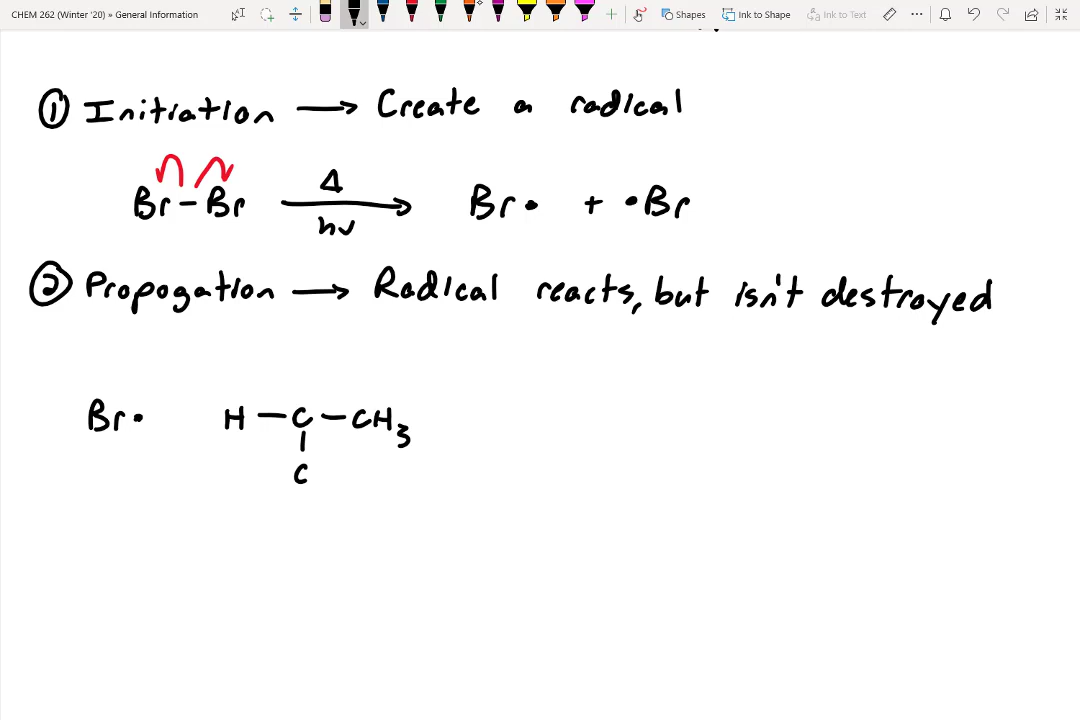 CHEM 262 (Winter '20) » General Information
Shapes
Ink to Shape
Ink to Text
① Initiation → Create a radical
Br-Br Δ hν → Br• + •Br
② Propogation → Radical reacts, but isn't destroyed
Br• H-C-CH₃
C